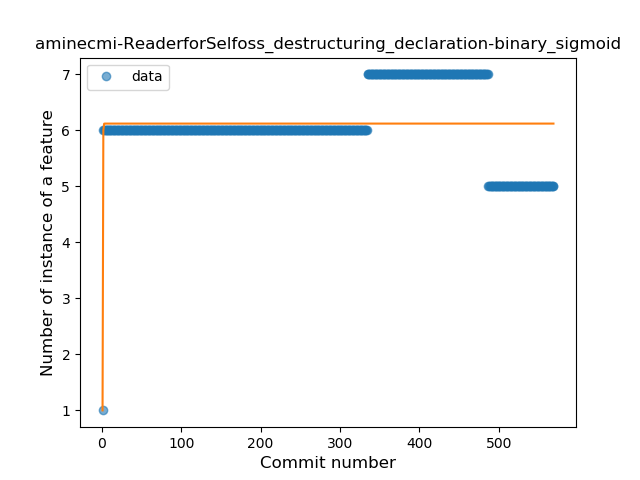 aminecmi-ReaderforSelfoss_destructuring_declaration-binary_sigmoid
data
Number of instance of a feature
7
6
5
4
3
2
1
0 100 200 300 400 500
Commit number